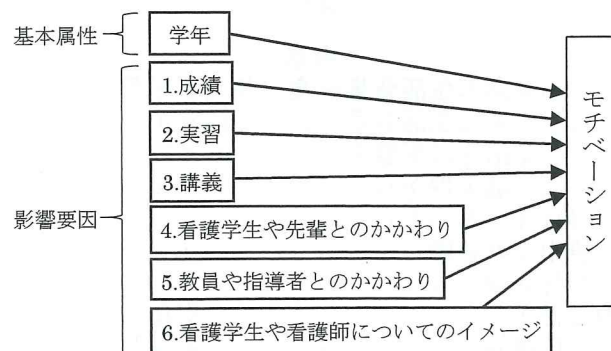 基本属性
学年
影響要因
1.成績
2.実習
3.講義
4.看護学生や先輩とのかかわり
5.教員や指導者とのかかわり
6.看護学生や看護師についてのイメージ
モチベーション